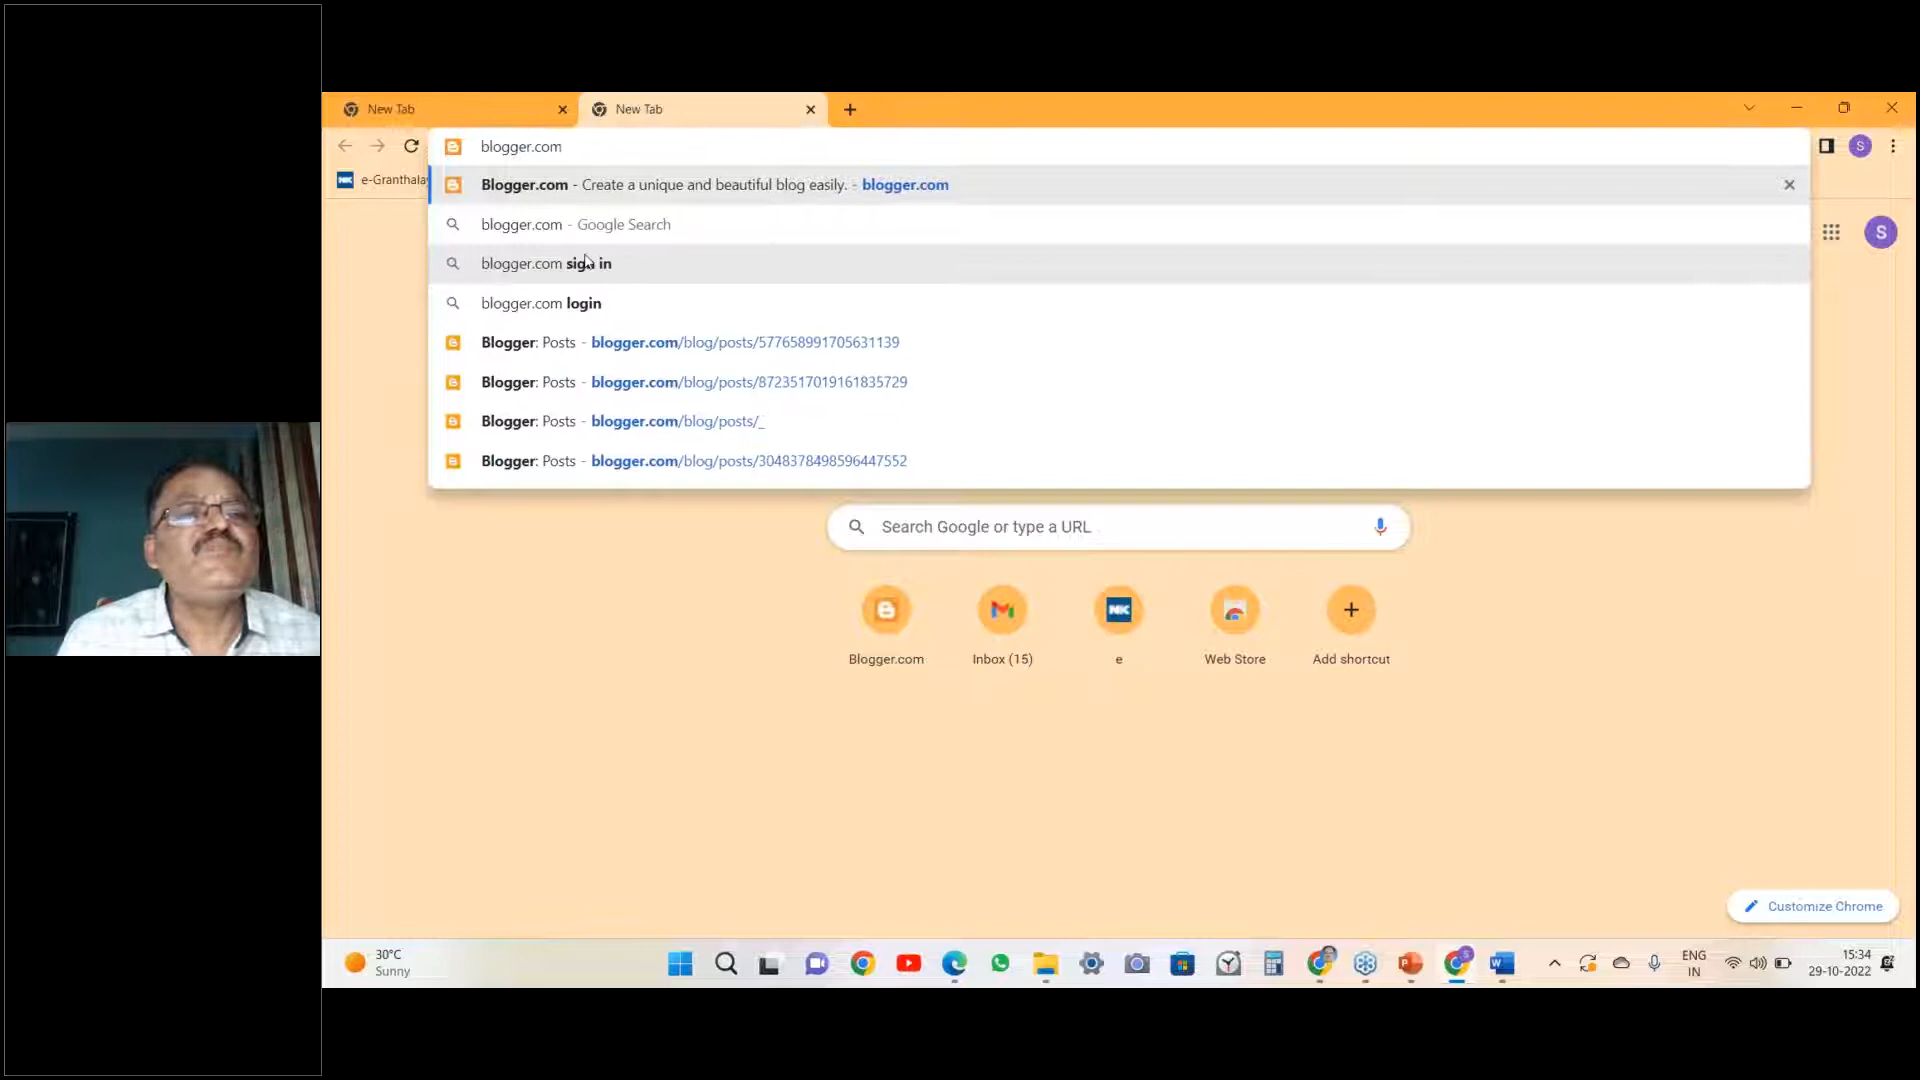 New Tab
New Tab
blogger.com
S
e-Granthala
Blogger.com - Create a unique and beautiful blog easily. - blogger.com
blogger.com - Google Search
S
blogger.com sign in
blogger.com login
Blogger: Posts - blogger.com/blog/posts/577658991705631139
Blogger: Posts - blogger.com/blog/posts/8723517019161835729
Blogger: Posts - blogger.com/blog/posts/_
Blogger: Posts - blogger.com/blog/posts/3048378498596447552
Search Google or type a URL
Blogger.com
Inbox (15)
e
Web Store
Add shortcut
Customize Chrome
30°C
Sunny
ENG
IN
15:34
29-10-2022